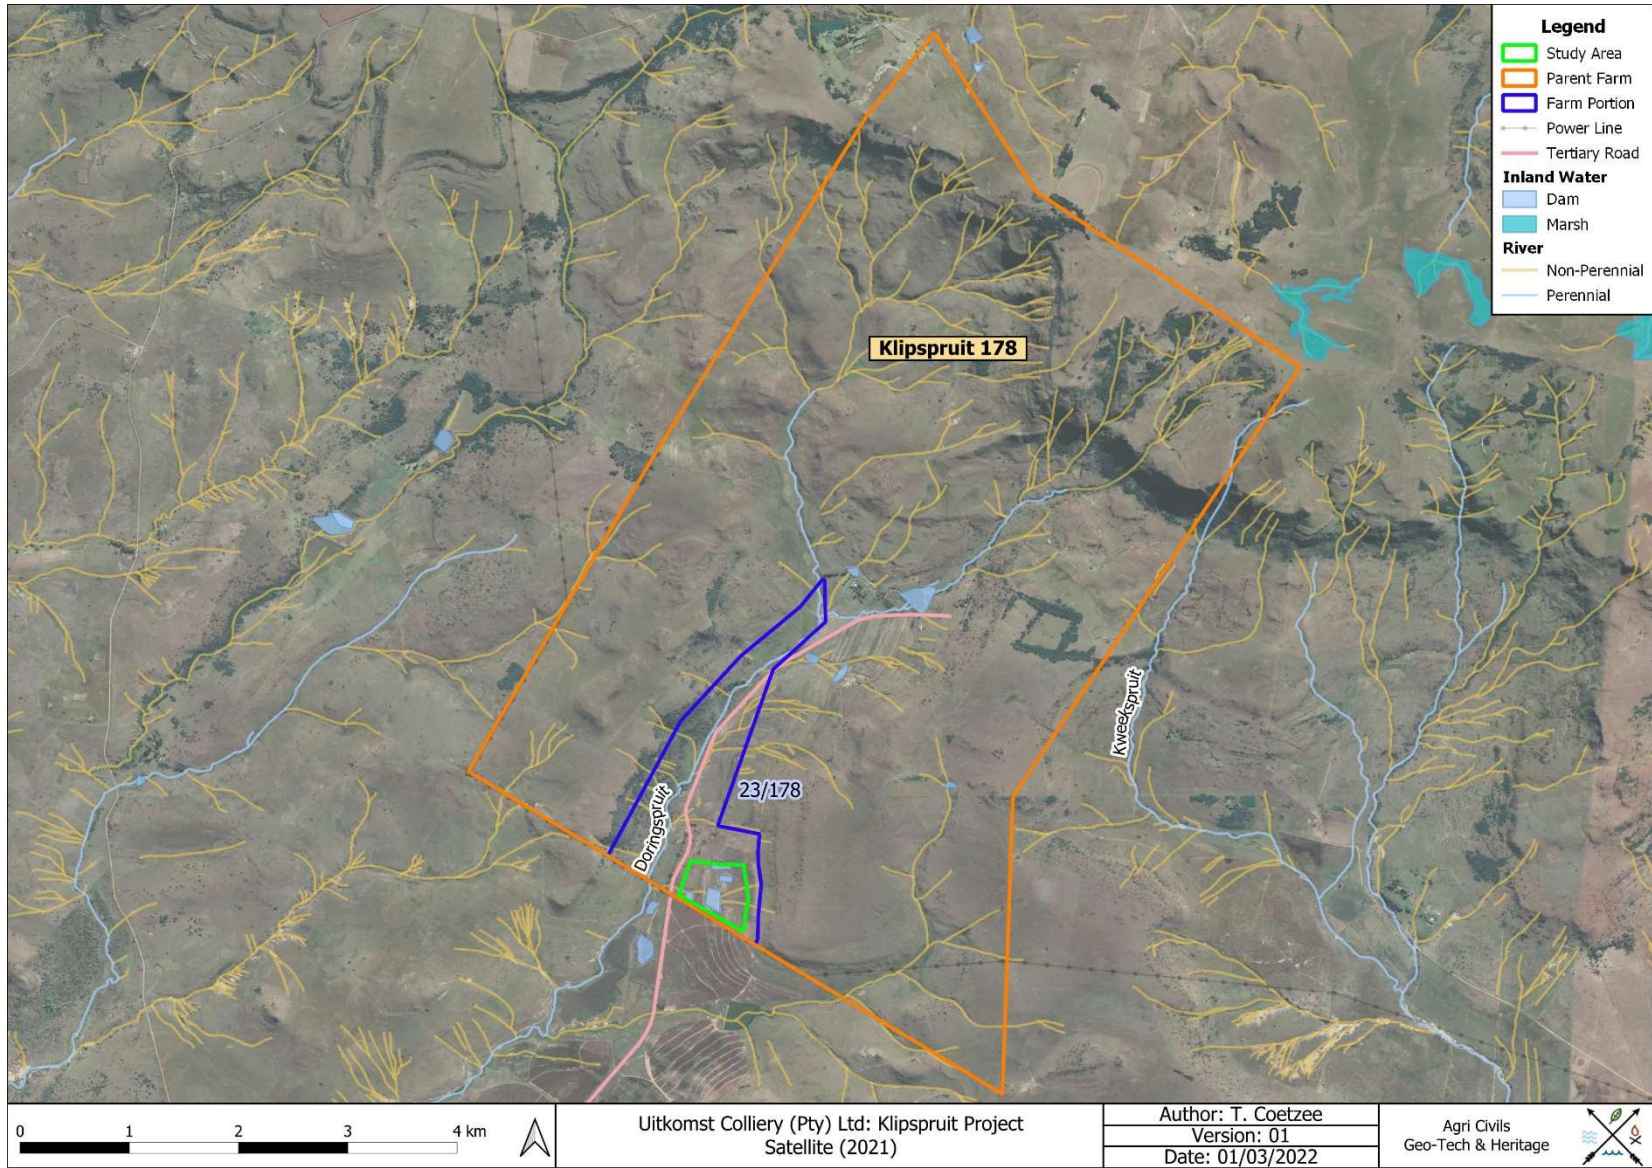 Legend
Study Area
Parent Farm
Farm Portion
Power Line
Tertiary Road
Inland Water
Dam
Marsh
River
Non-Perennial
Perennial
Klipspruit 178
Kweekspruit
23/178
Doringspruit
0 1 2 3 4 km
Uitkomst Colliery (Pty) Ltd: Klipspruit Project
Satellite (2021)
Author: T. Coetzee
Version: 01
Date: 01/03/2022
Agri Civils
Geo-Tech & Heritage